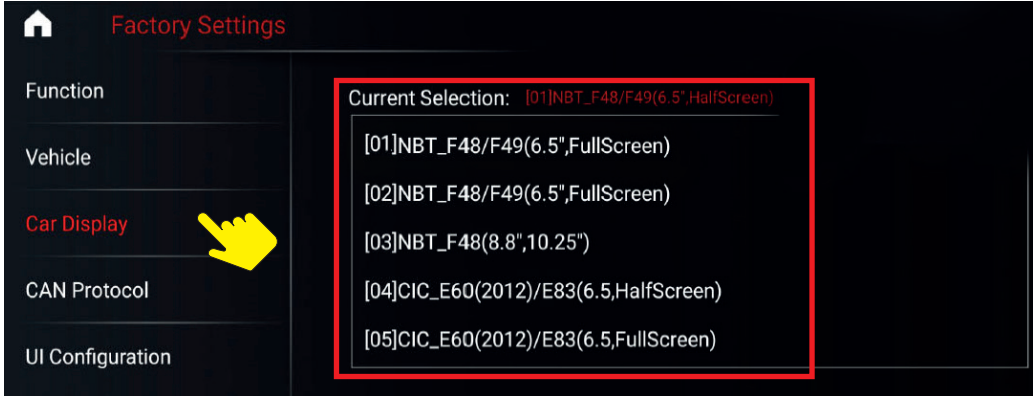 Factory Settings
Function
Vehicle
Car Display
CAN Protocol
UI Configuration
Current Selection: [01]NBT_F48/F49(6.5",HalfScreen)
[01]NBT_F48/F49(6.5",FullScreen)
[02]NBT_F48/F49(6.5",FullScreen)
[03]NBT_F48(8.8",10.25")
[04]CIC_E60(2012)/E83(6.5,HalfScreen)
[05]CIC_E60(2012)/E83(6.5,FullScreen)